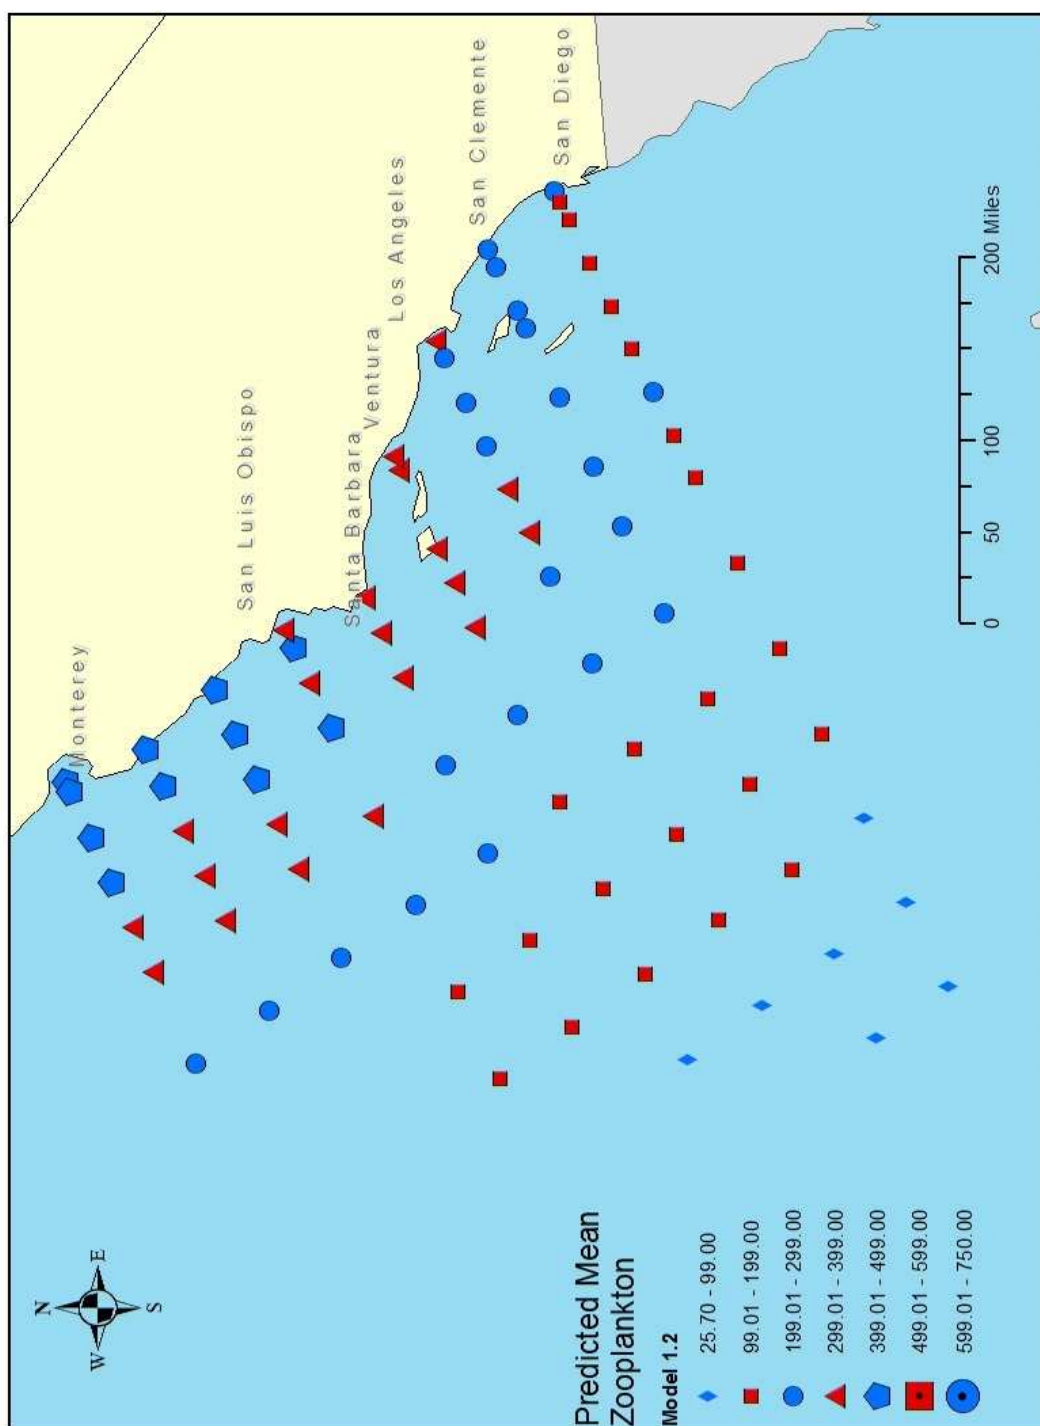 N
W
E
S
Monterey
San Luis Obispo
Santa Barbara
Ventura
Los Angeles
San Clemente
San Diego
Predicted Mean
Zooplankton
Model 1.2
25.70 - 99.00
99.01 - 199.00
199.01 - 299.00
299.01 - 399.00
399.01 - 499.00
499.01 - 599.00
599.01 - 750.00
0 50 100 200 Miles